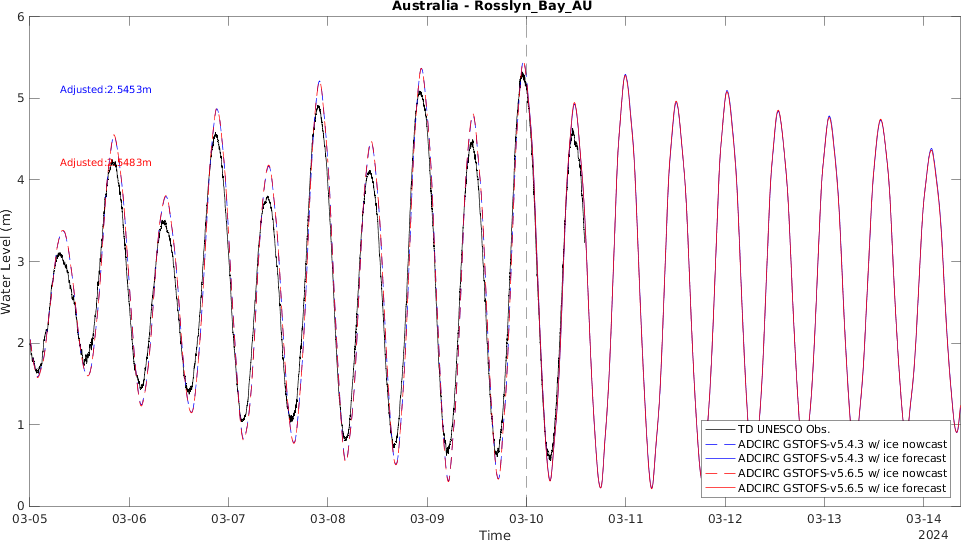 Australia - Rosslyn_Bay_AU
6
5
4
3
2
1
0
Water Level (m)
Adjusted:2.5453m
Adjusted:2.5483m
TD UNESCO Obs.
ADCIRC GSTOFS-v5.4.3 w/ ice nowcast
ADCIRC GSTOFS-v5.4.3 w/ ice forecast
ADCIRC GSTOFS-v5.6.5 w/ ice nowcast
ADCIRC GSTOFS-v5.6.5 w/ ice forecast
03-05 03-06 03-07 03-08 03-09 03-10 03-11 03-12 03-13 03-14
Time
2024